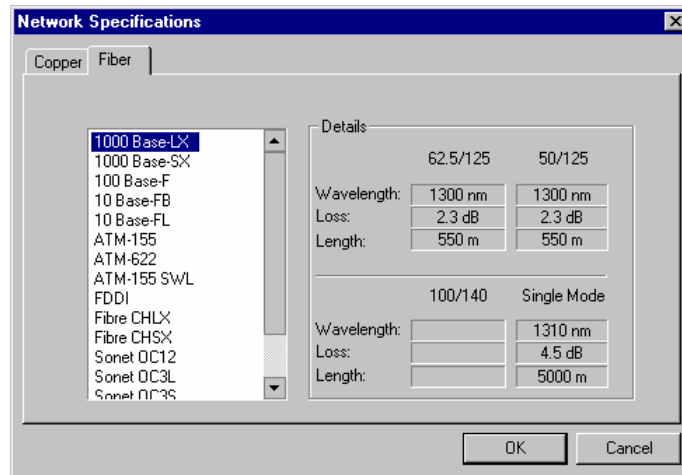 Network Specifications
Copper
Fiber
1000 Base-LX
1000 Base-SX
100 Base-F
10 Base-FB
10 Base-FL
ATM-155
ATM-622
ATM-155 SWL
FDDI
Fibre CHLX
Fibre CHSX
Sonet OC12
Sonet OC3L
Sonet OC3S
Details
62.5/125 50/125
Wavelength: 1300 nm 1300 nm
Loss: 2.3 dB 2.3 dB
Length: 550 m 550 m
100/140 Single Mode
Wavelength: 1310 nm
Loss: 4.5 dB
Length: 5000 m
OK
Cancel